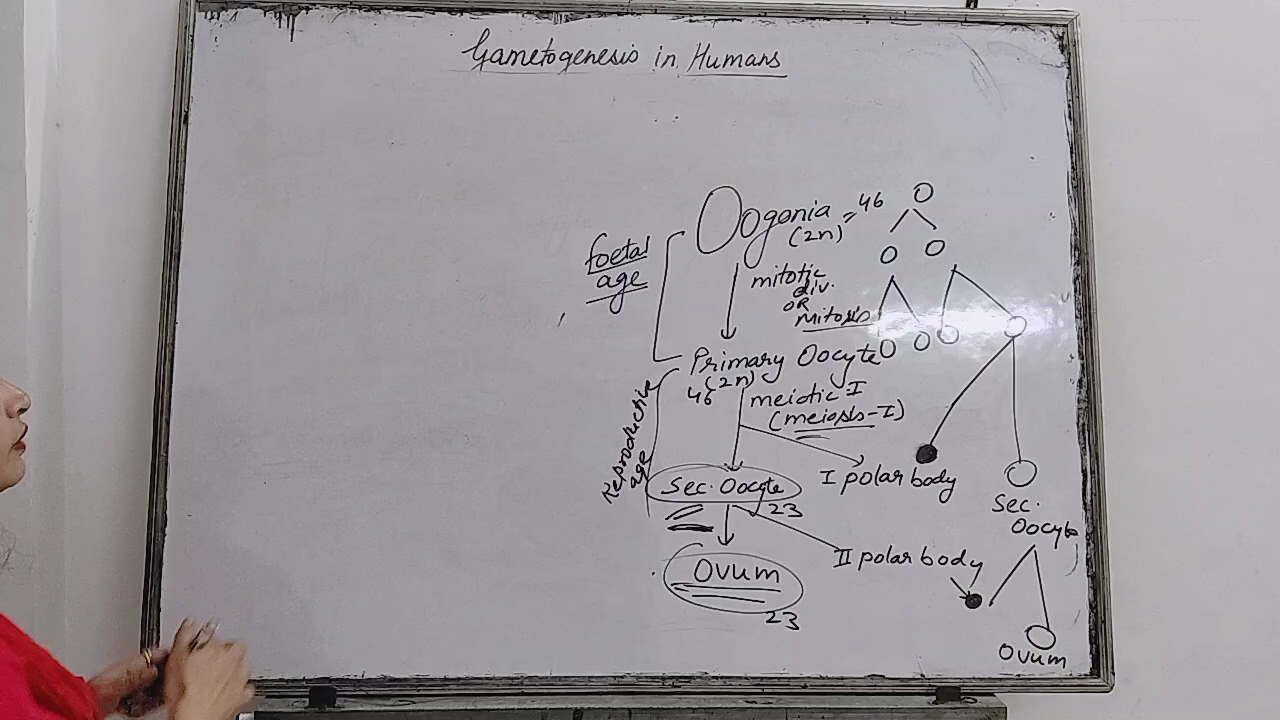 Gametogenesis in Humans
foetal
age
Oogonia = 46
(2n)
mitotic
div.
OR
mitosis
Primary Oocyte
46 (2n)
Reproductive
age
meiotic-I
(meiosis-I)
I polar body
Sec. Oocyte
23
Sec.
Oocyte
II polar body
Ovum
23
Ovum